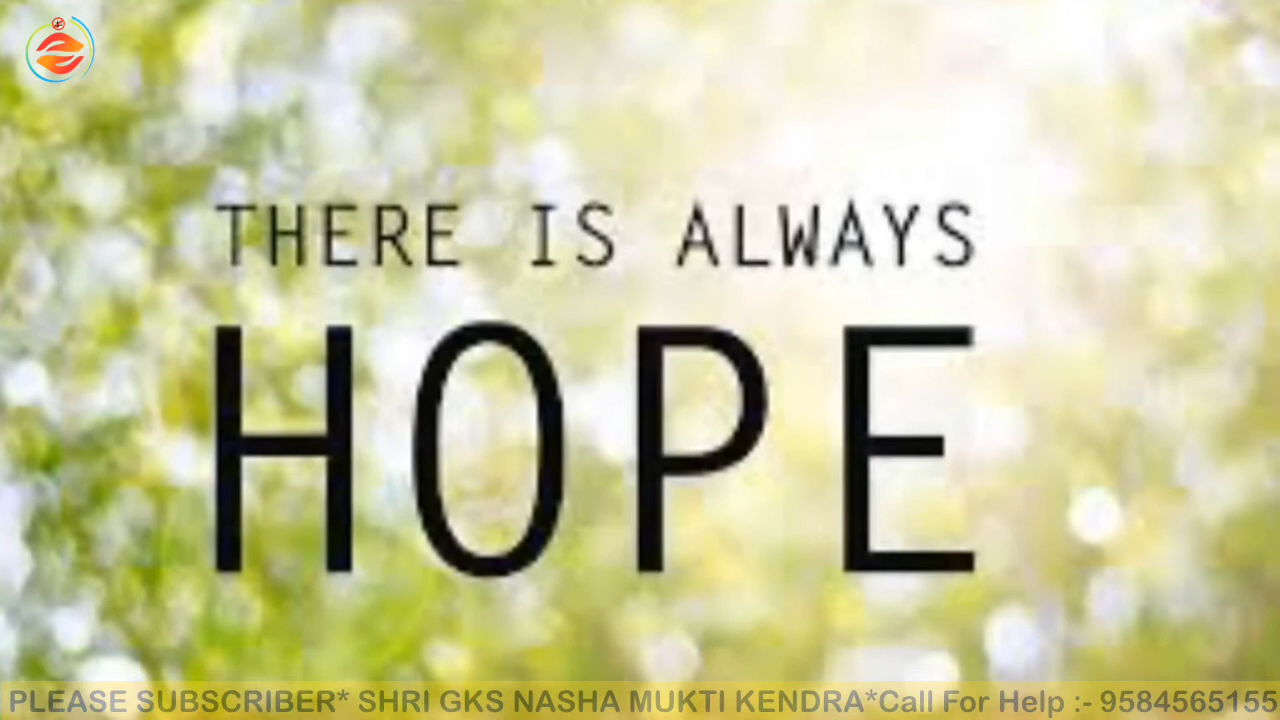 THERE IS ALWAYS
HOPE
PLEASE SUBSCRIBER* SHRI GKS NASHA MUKTI KENDRA*Call For Help :- 9584565155